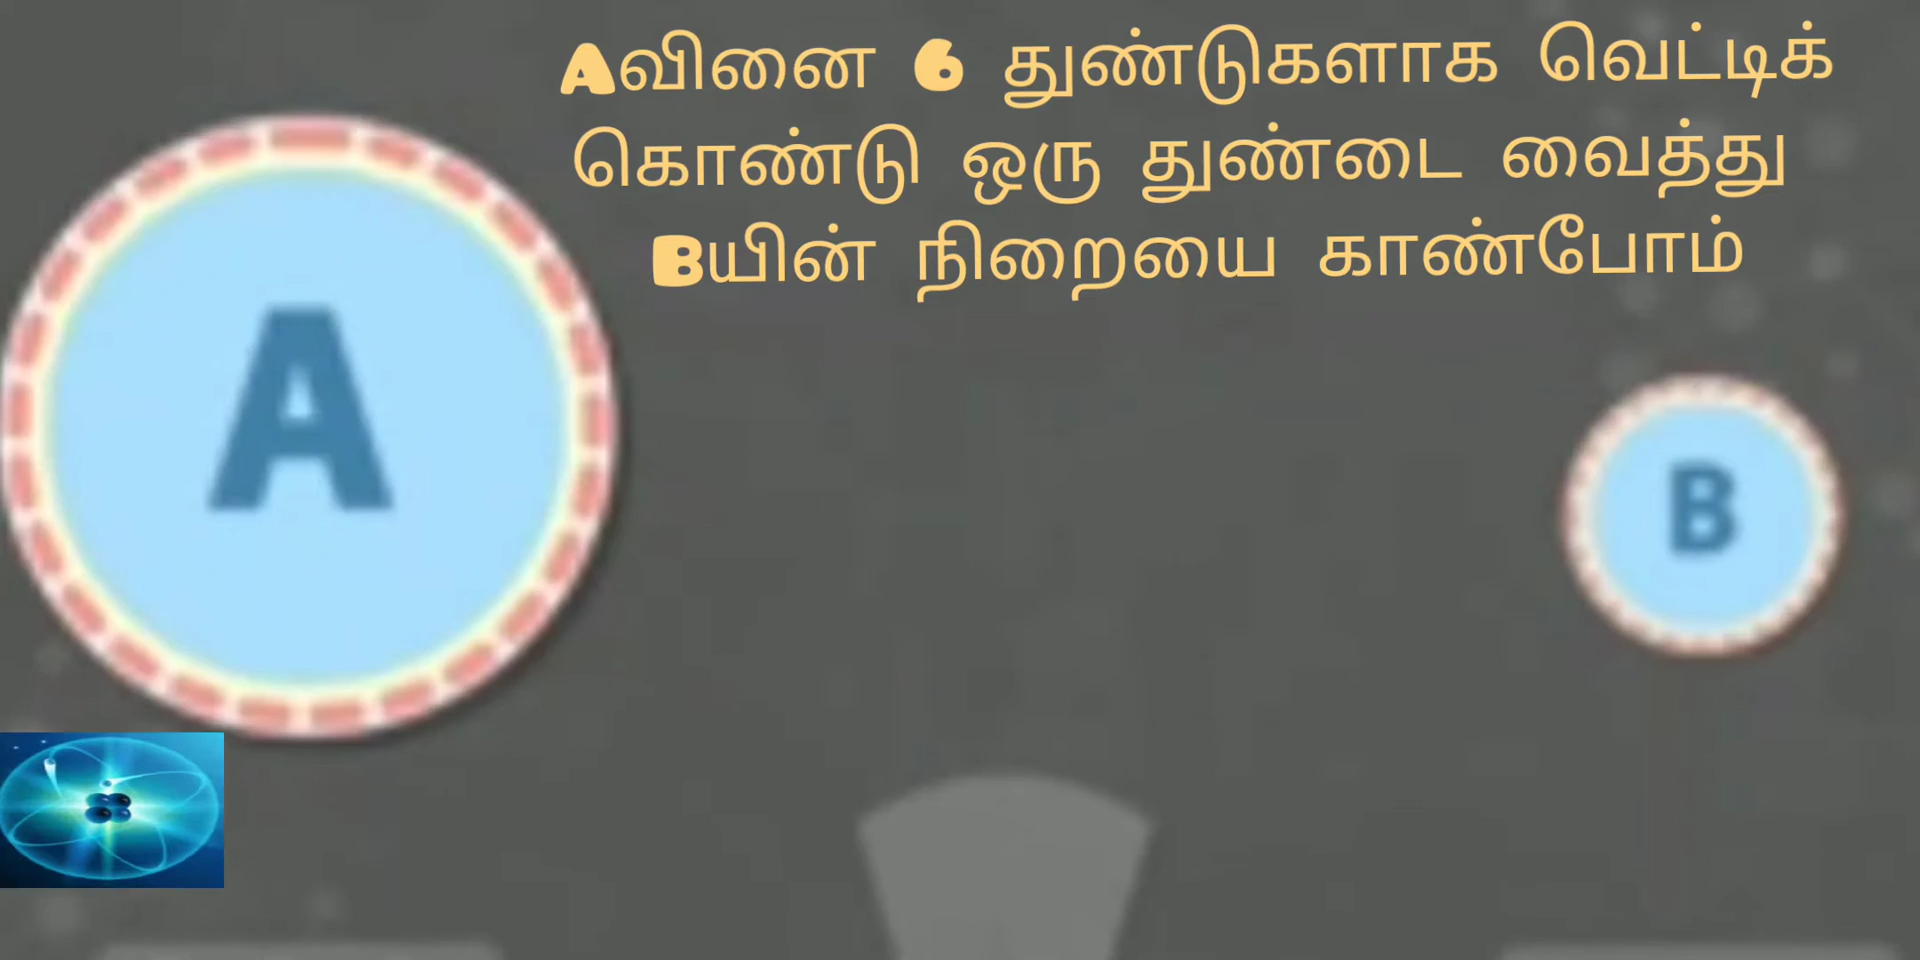 Aவினை 6 துண்டுகளாக வெட்டிக்
கொண்டு ஒரு துண்டை வைத்து
Bயின் நிறையை காண்போம்
A
B